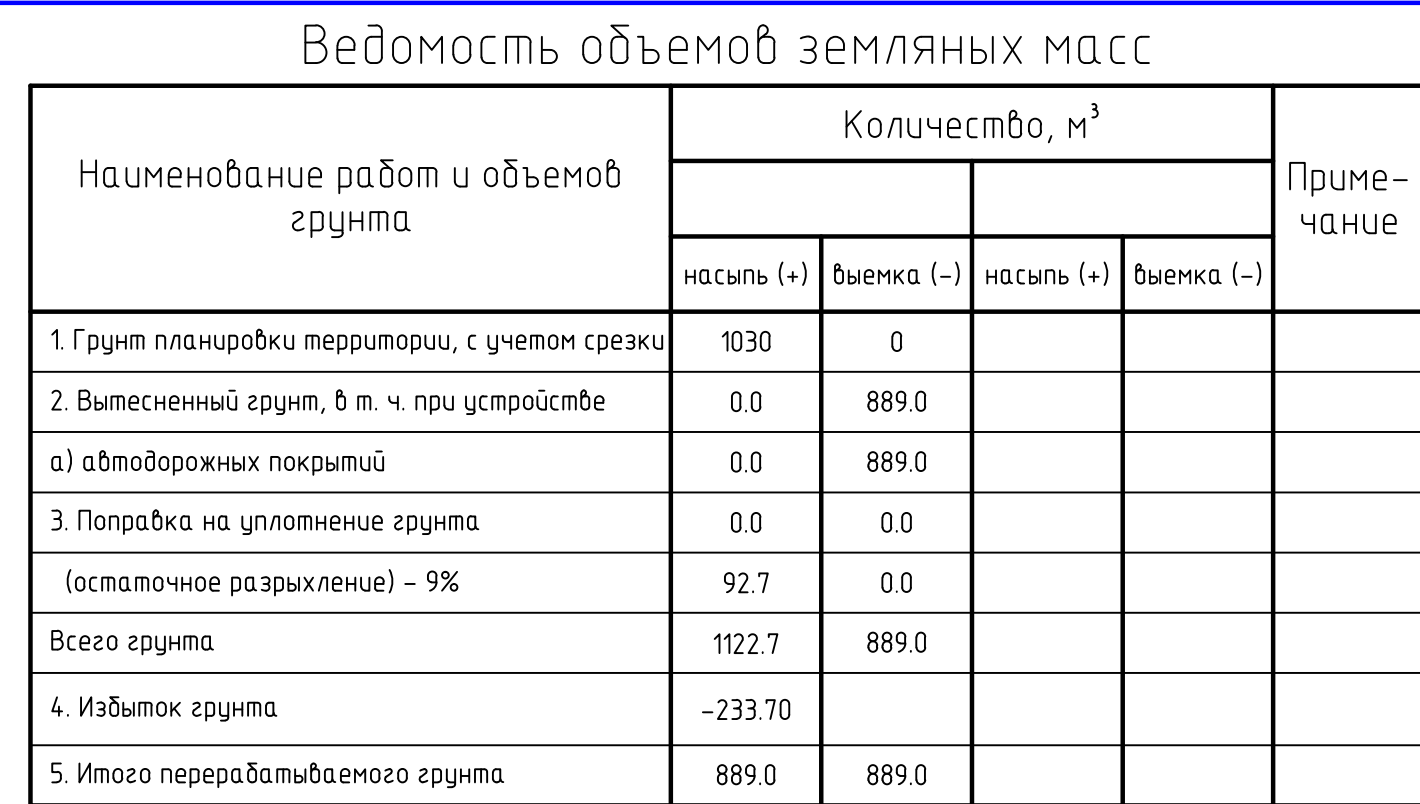 Ведомость объемов земляных масс
Наименование работ и объемов
грунта
Количество, м³
Приме-
чание
насыпь (+) выемка (-) насыпь (+) выемка (-)
1. Грунт планировки территории, с учетом срезки 1030 0
2. Вытесненный грунт, в т. ч. при устройстве 0.0 889.0
а) автодорожных покрытий 0.0 889.0
3. Поправка на уплотнение грунта 0.0 0.0
(остаточное разрыхление) - 9% 92.7 0.0
Всего грунта 1122.7 889.0
4. Избыток грунта -233.70
5. Итого перерабатываемого грунта 889.0 889.0